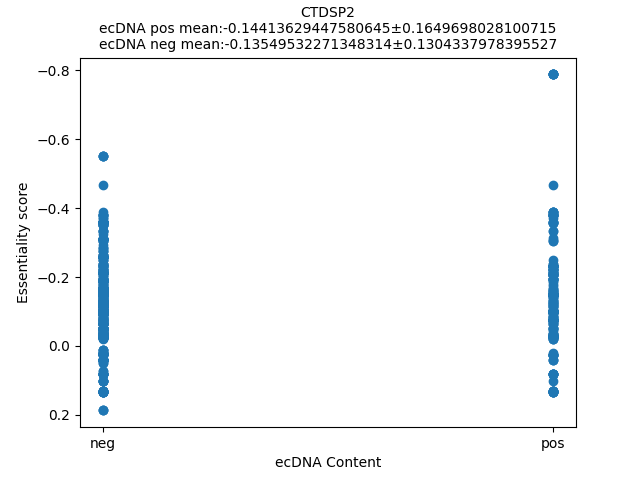 CTDSP2
ecDNA pos mean:-0.14413629447580645±0.1649698028100715
ecDNA neg mean:-0.13549532271348314±0.1304337978395527
−0.8
−0.6
−0.4
−0.2
0.0
0.2
Essentiality score
neg
pos
ecDNA Content